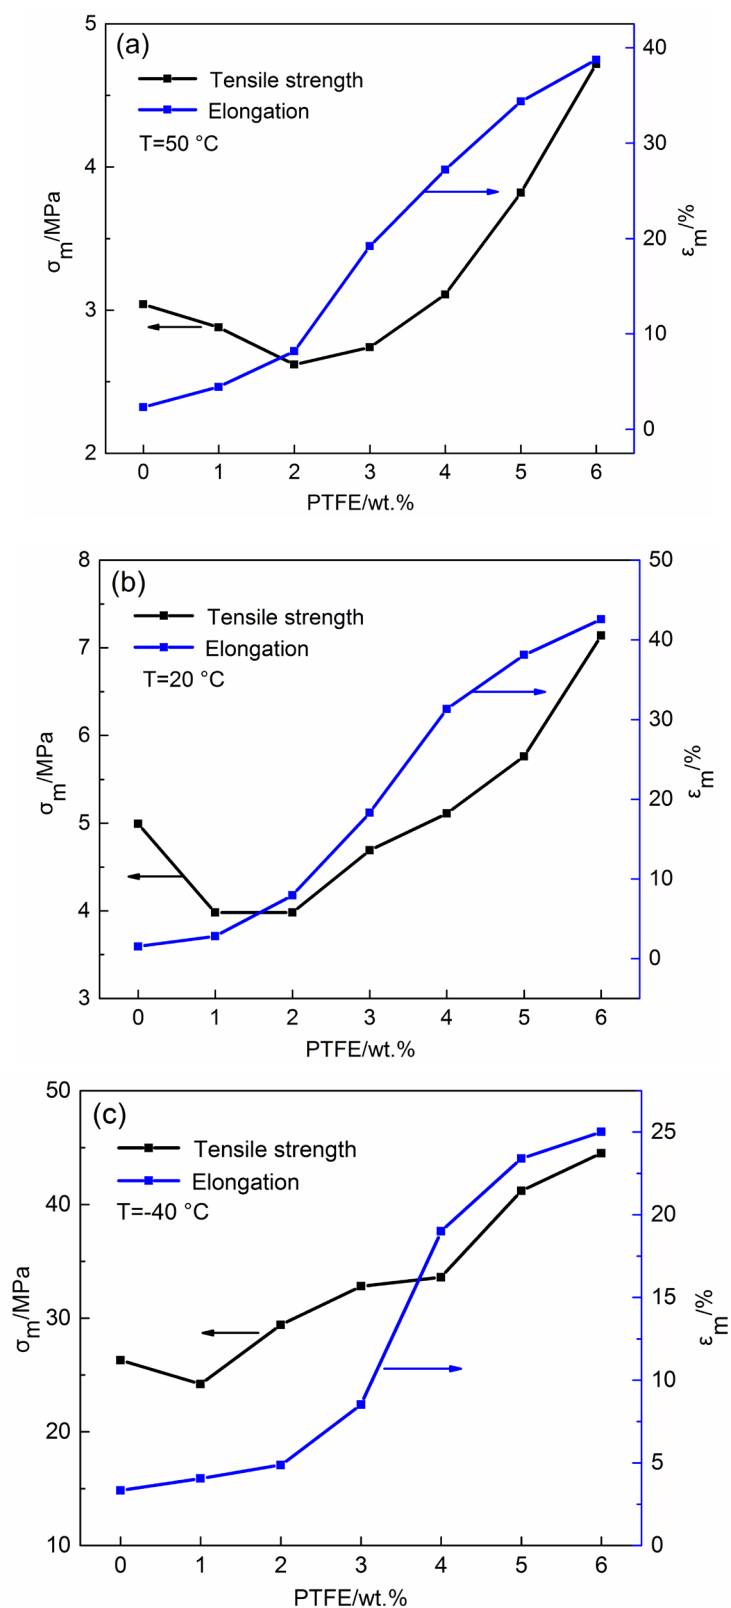 (a)
Tensile strength
Elongation
T=50 °C
σm/MPa
5
4
3
2
εm/%
40
30
20
10
0
0 1 2 3 4 5 6
PTFE/wt.%
(b)
Tensile strength
Elongation
T=20 °C
σm/MPa
8
7
6
5
4
3
εm/%
50
40
30
20
10
0
0 1 2 3 4 5 6
PTFE/wt.%
(c)
Tensile strength
Elongation
T=-40 °C
σm/MPa
50
40
30
20
10
εm/%
25
20
15
10
5
0
0 1 2 3 4 5 6
PTFE/wt.%